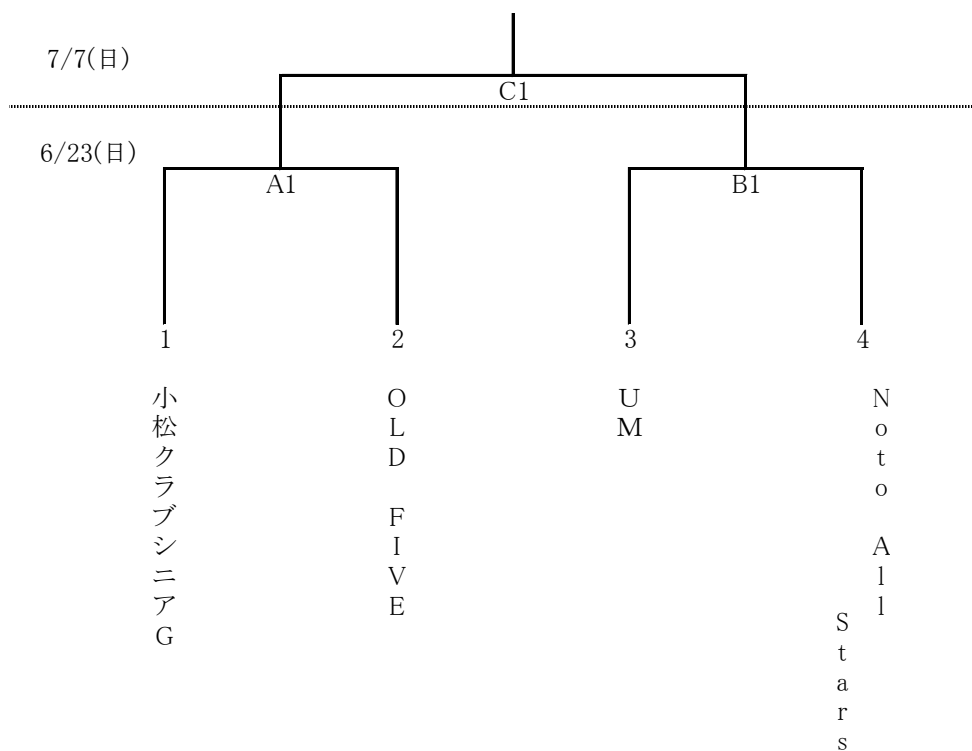 7/7(日)
C1
6/23(日)
A1
B1
1
2
3
4
小松クラブシニアG
OLD FIVE
UM
Noto All
Stars